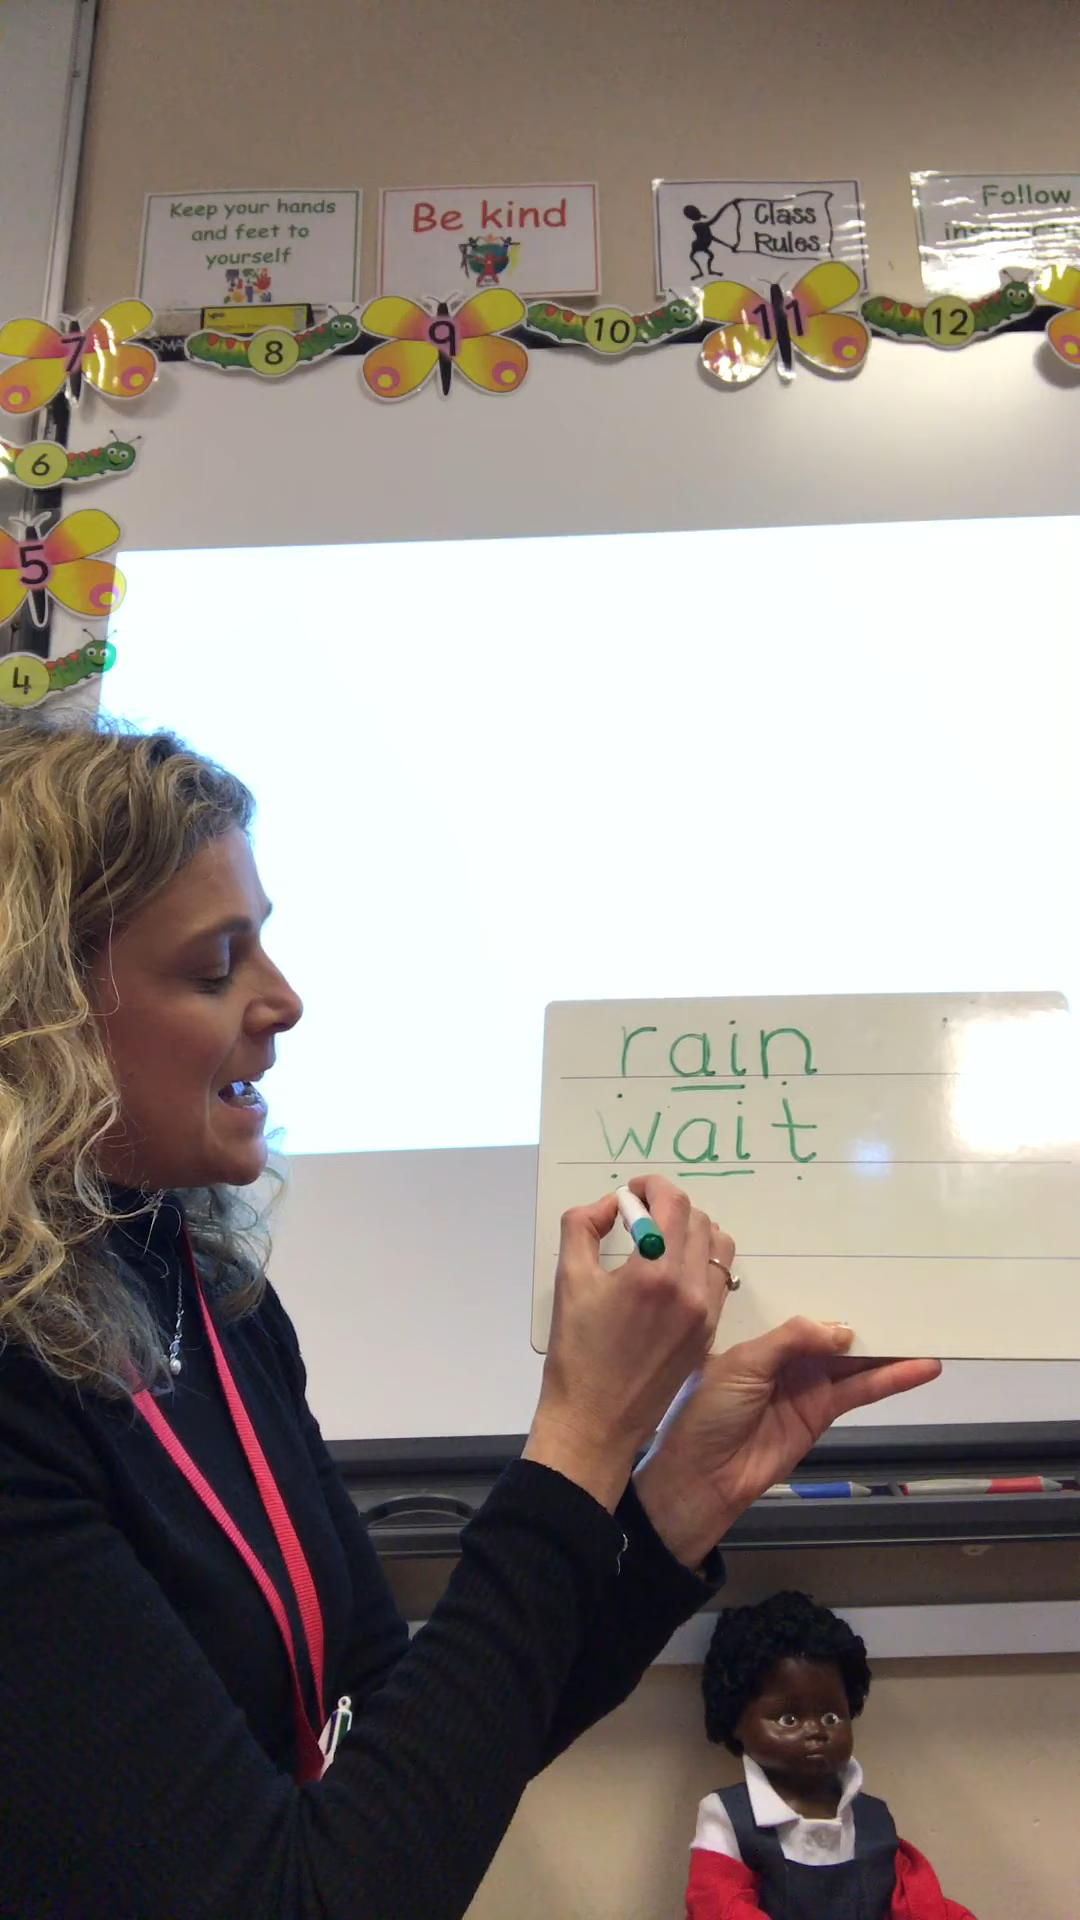 Keep your hands
and feet to
yourself
Be kind
Class
Rules
Follow
7
SMA
8
9
10
11
12
6
5
4
rain
wait